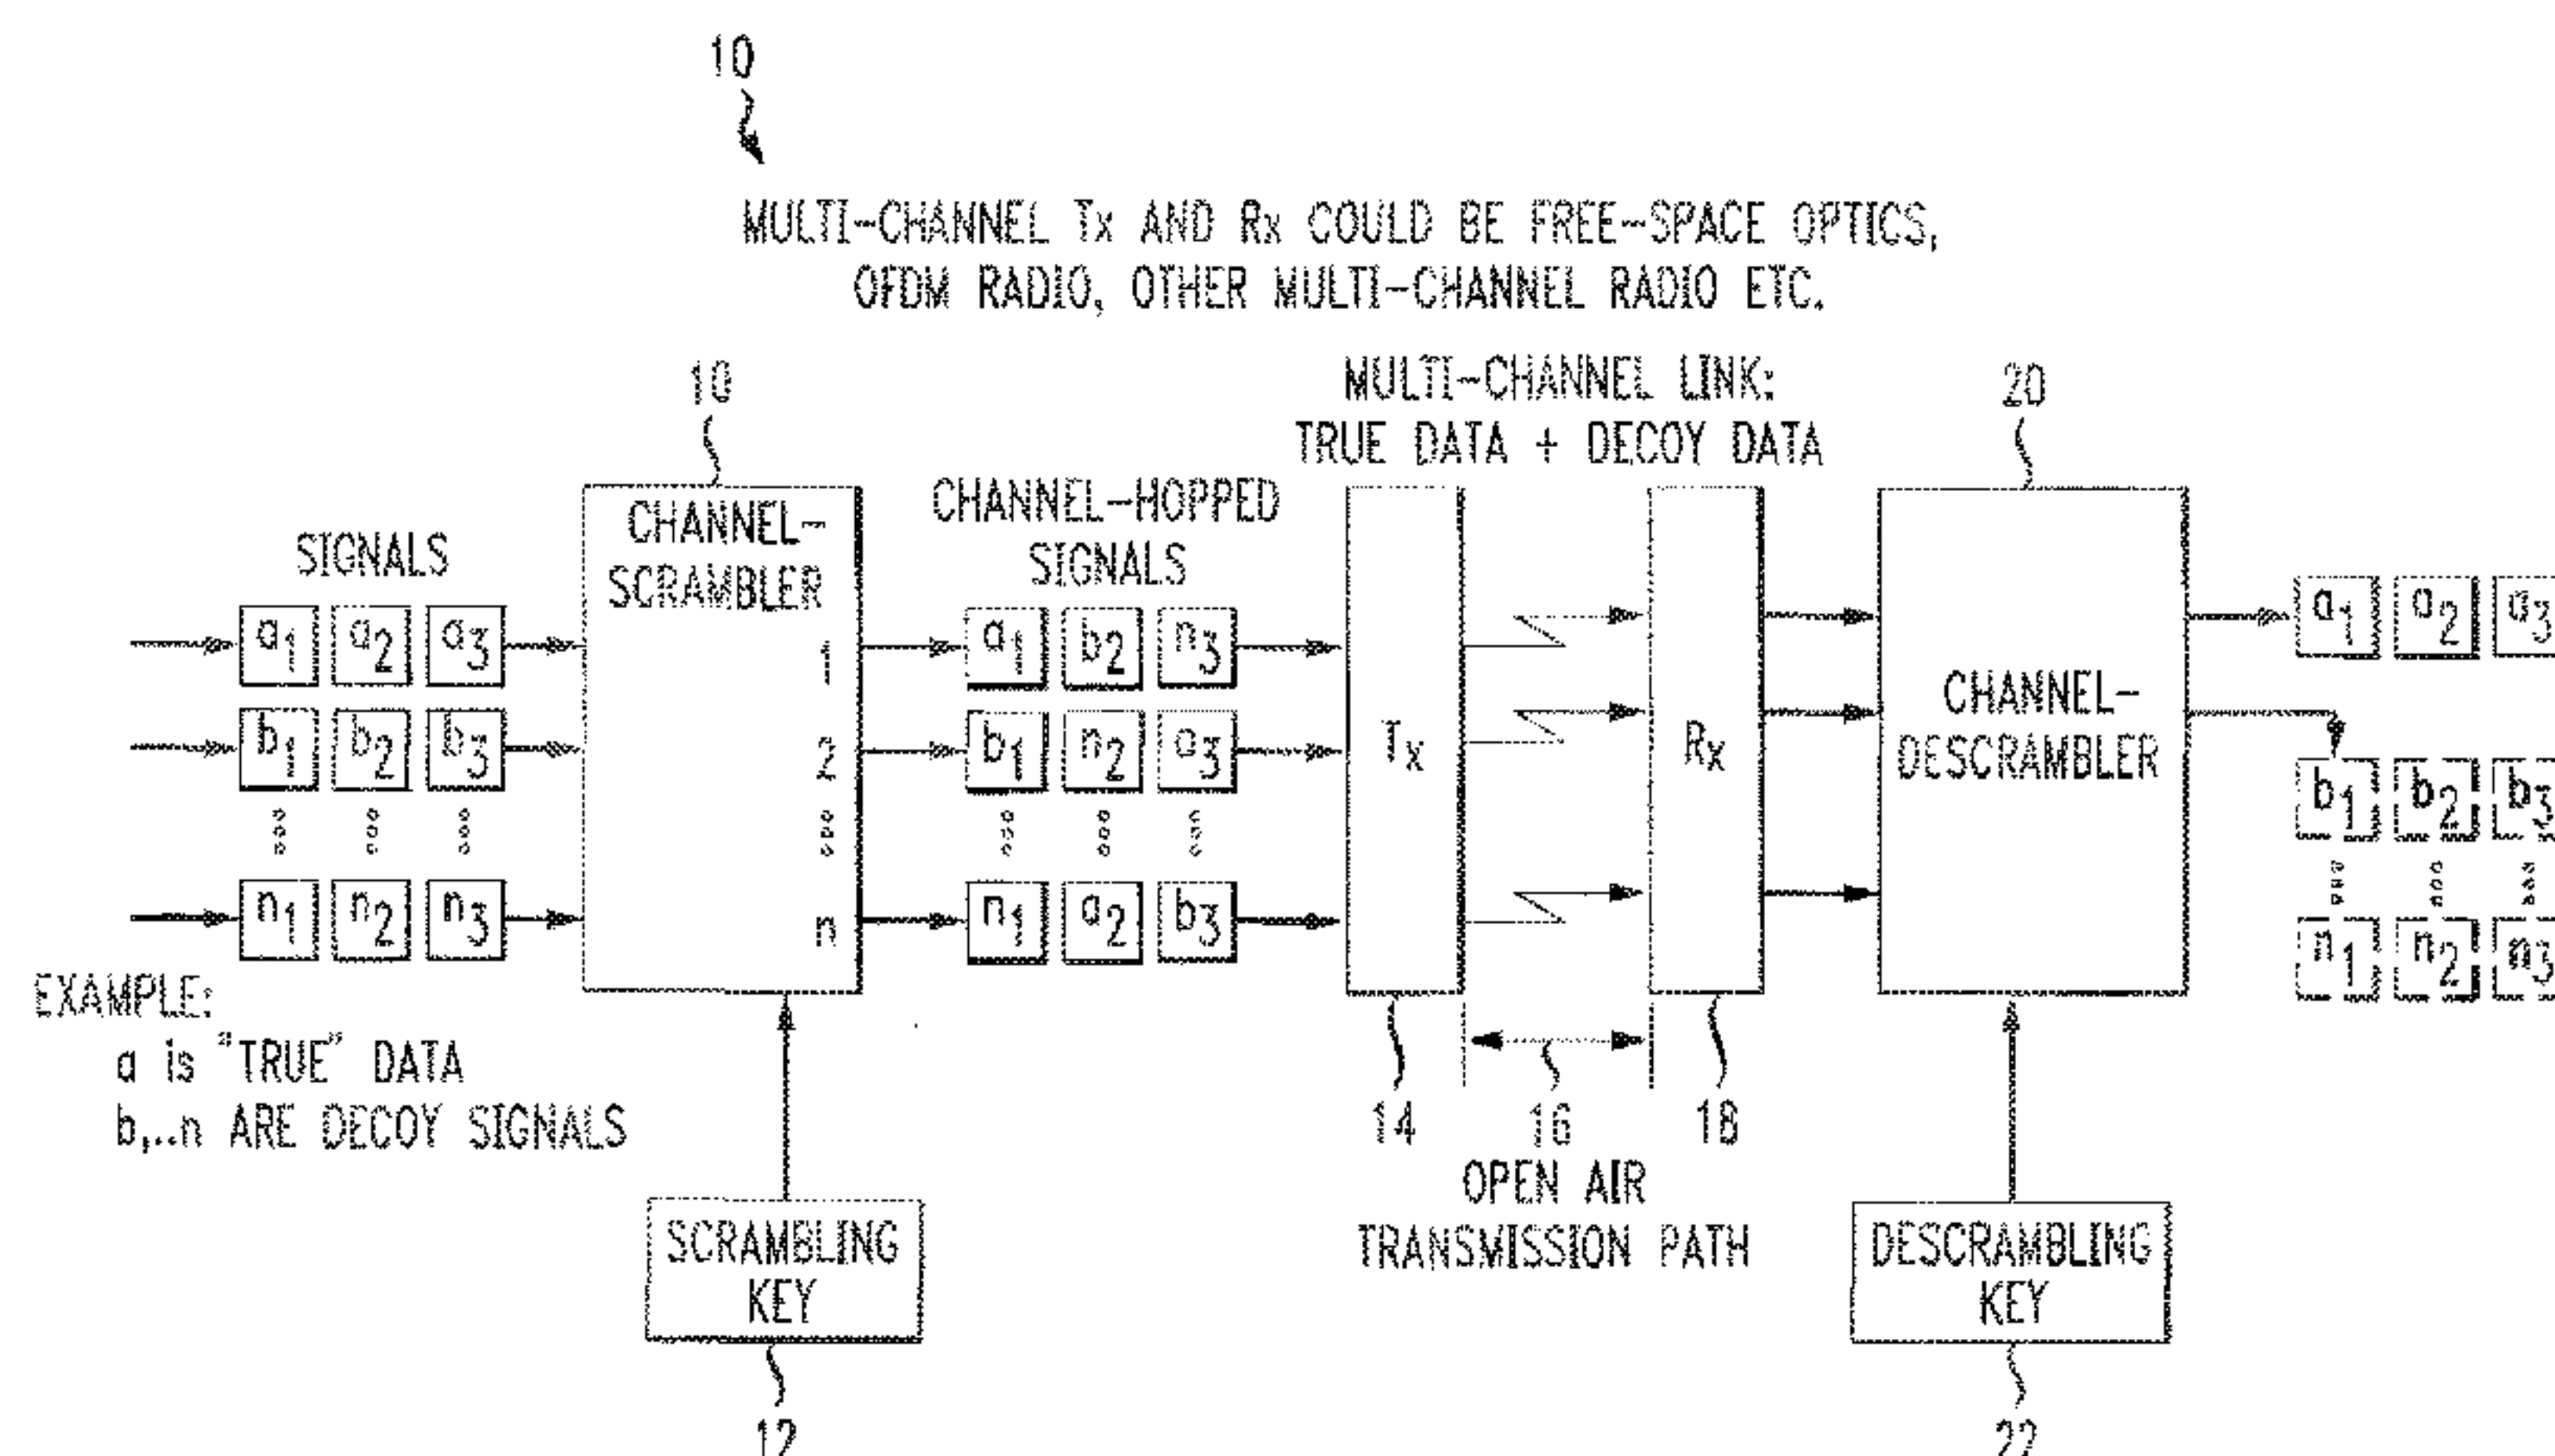 10
MULTI-CHANNEL Tx AND Rx COULD BE FREE-SPACE OPTICS,
OFDM RADIO, OTHER MULTI-CHANNEL RADIO ETC.
10
MULTI-CHANNEL LINK:
TRUE DATA + DECOY DATA
20
SIGNALS
CHANNEL-
SCRAMBLER
CHANNEL-HOPPED
SIGNALS
a1 a2 a3
1
a1 b2 n3
a1 a2 a3
b1 b2 b3
2
b1 n2 a3
Tx
Rx
CHANNEL-
DESCRAMBLER
b1 b2 b3
n1 n2 n3
n
n1 a2 b3
n1 n2 n3
EXAMPLE:
a is "TRUE" DATA
b,..n ARE DECOY SIGNALS
14
16
18
OPEN AIR
TRANSMISSION PATH
SCRAMBLING
KEY
DESCRAMBLING
KEY
12
22